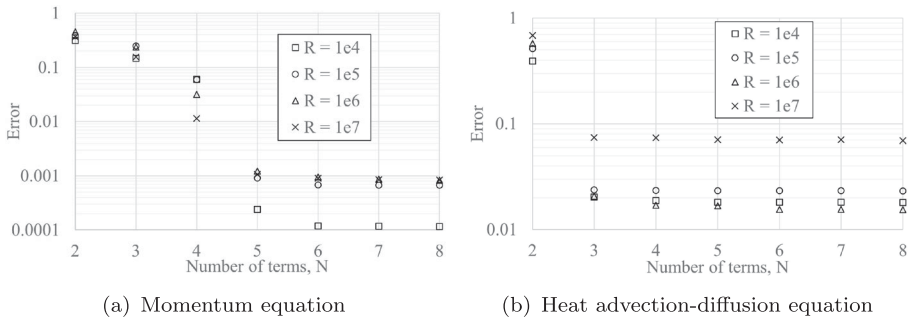 1
0.1
0.01
0.001
0.0001
Error
2 3 4 5 6 7 8
Number of terms, N
R = 1e4
R = 1e5
R = 1e6
R = 1e7
(a) Momentum equation
1
0.1
0.01
Error
2 3 4 5 6 7 8
Number of terms, N
R = 1e4
R = 1e5
R = 1e6
R = 1e7
(b) Heat advection-diffusion equation